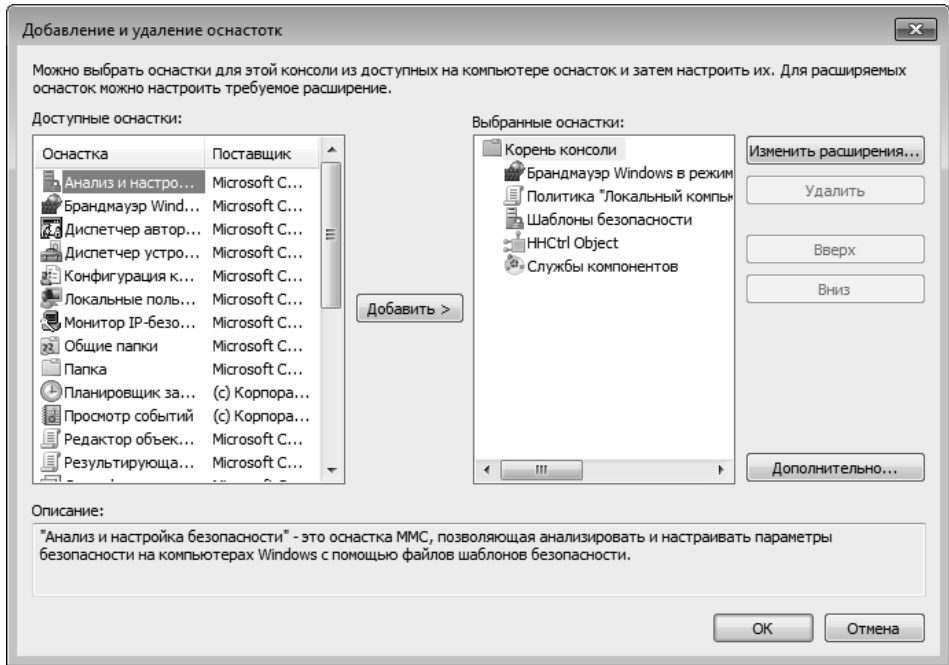 Добавление и удаление оснастотк
Можно выбрать оснастки для этой консоли из доступных на компьютере оснасток и затем настроить их. Для расширяемых
оснасток можно настроить требуемое расширение.
Доступные оснастки:
Оснастка Поставщик
Анализ и настро... Microsoft C...
Брандмауэр Wind... Microsoft C...
Диспетчер автор... Microsoft C...
Диспетчер устро... Microsoft C...
Конфигурация к... Microsoft C...
Локальные поль... Microsoft C...
Монитор IP-безо... Microsoft C...
Общие папки Microsoft C...
Папка Microsoft C...
Планировщик за... (с) Корпора...
Просмотр событий (с) Корпора...
Редактор объек... Microsoft C...
Результирующа... Microsoft C...
Добавить >
Выбранные оснастки:
Корень консоли
Брандмауэр Windows в режим
Политика "Локальный компьк
Шаблоны безопасности
HHCtrl Object
Службы компонентов
Изменить расширения...
Удалить
Вверх
Вниз
Дополнительно...
Описание:
"Анализ и настройка безопасности" - это оснастка MMC, позволяющая анализировать и настраивать параметры
безопасности на компьютерах Windows с помощью файлов шаблонов безопасности.
ОК
Отмена